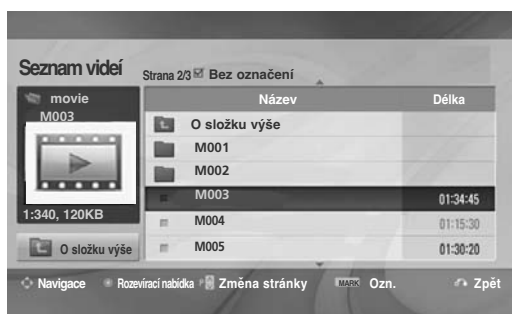 Seznam videí Strana 2/3 Bez označení
movie
M003
1:340, 120KB
O složku výše
Název Délka
O složku výše
M001
M002
M003 01:34:45
M004 01:15:30
M005 01:30:20
Navigace Rozevírací nabídka Změna stránky MARK Ozn. Zpět